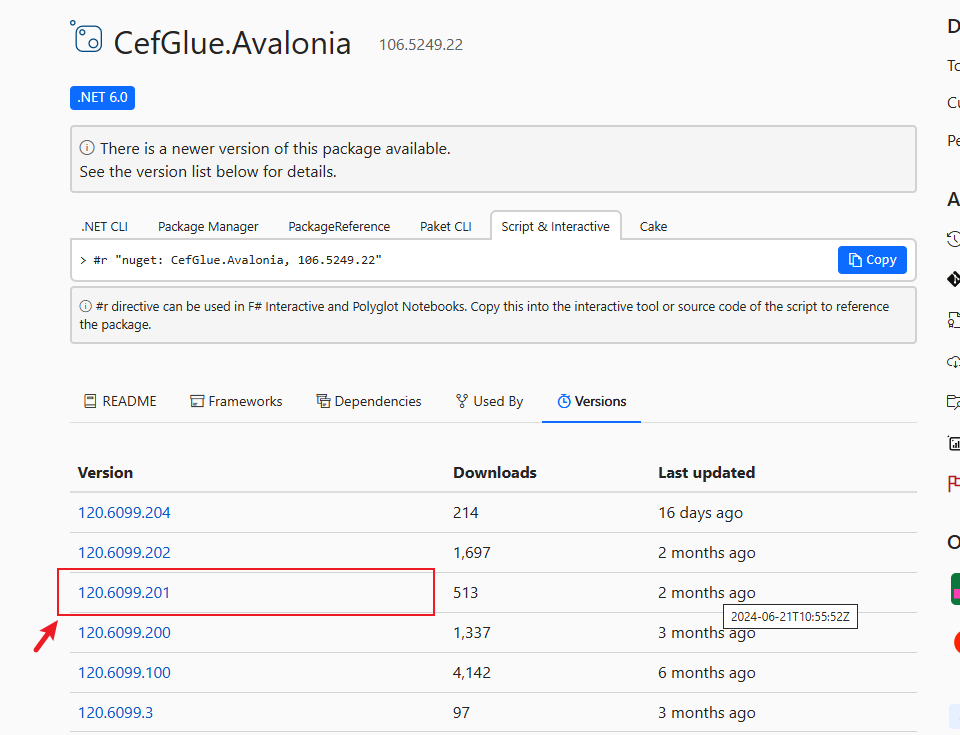 CefGlue.Avalonia 106.5249.22
.NET 6.0
There is a newer version of this package available.
See the version list below for details.
.NET CLI Package Manager PackageReference Paket CLI Script & Interactive Cake
> #r "nuget: CefGlue.Avalonia, 106.5249.22"
Copy
#r directive can be used in F# Interactive and Polyglot Notebooks. Copy this into the interactive tool or source code of the script to reference
the package.
README Frameworks Dependencies Used By Versions
Version Downloads Last updated
120.6099.204 214 16 days ago
120.6099.202 1,697 2 months ago
120.6099.201 513 2 months ago
2024-06-21T10:55:52Z
120.6099.200 1,337 3 months ago
120.6099.100 4,142 6 months ago
120.6099.3 97 3 months ago